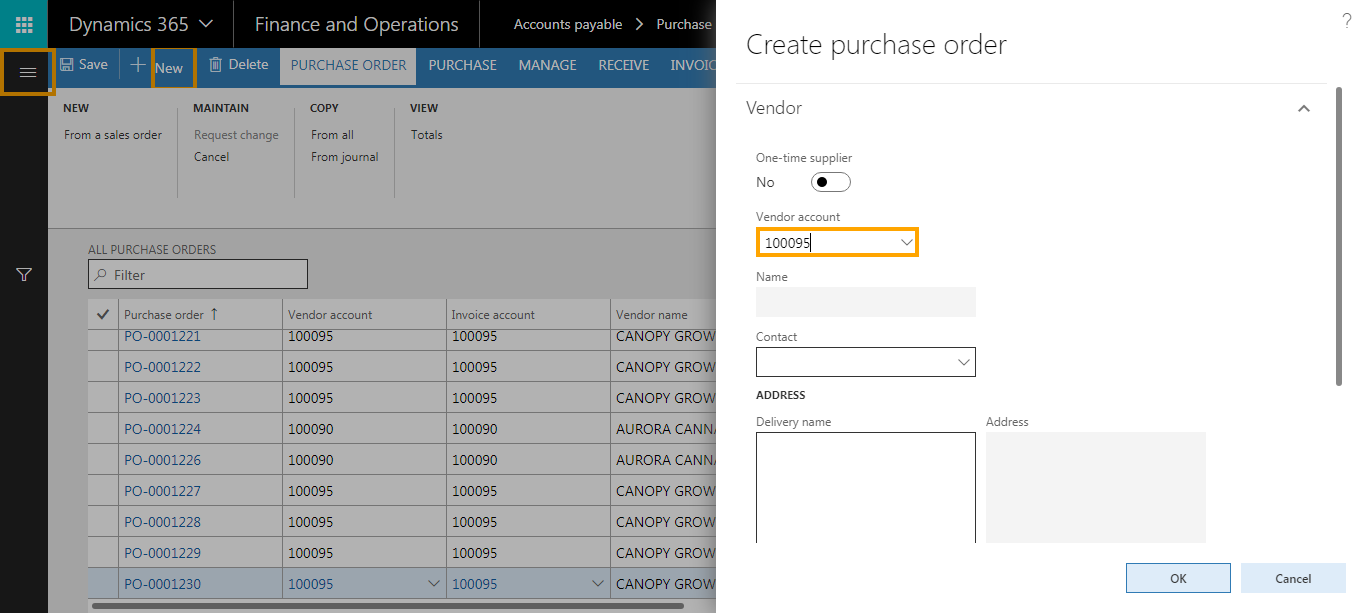 Dynamics 365 Finance and Operations Accounts payable Purchase
Save New Delete PURCHASE ORDER PURCHASE MANAGE RECEIVE INVOIC
NEW MAINTAIN COPY VIEW
From a sales order Request change From all Totals
Cancel From journal
ALL PURCHASE ORDERS
Filter
Purchase order ↑ Vendor account Invoice account Vendor name
PO-0001221 100095 100095 CANOPY GROW
PO-0001222 100095 100095 CANOPY GROW
PO-0001223 100095 100095 CANOPY GROW
PO-0001224 100090 100090 AURORA CANN
PO-0001226 100090 100090 AURORA CANN
PO-0001227 100095 100095 CANOPY GROW
PO-0001228 100095 100095 CANOPY GROW
PO-0001229 100095 100095 CANOPY GROW
PO-0001230 100095 100095 CANOPY GROW
?
Create purchase order
Vendor
One-time supplier
No
Vendor account
100095
Name
Contact
ADDRESS
Delivery name Address
OK Cancel